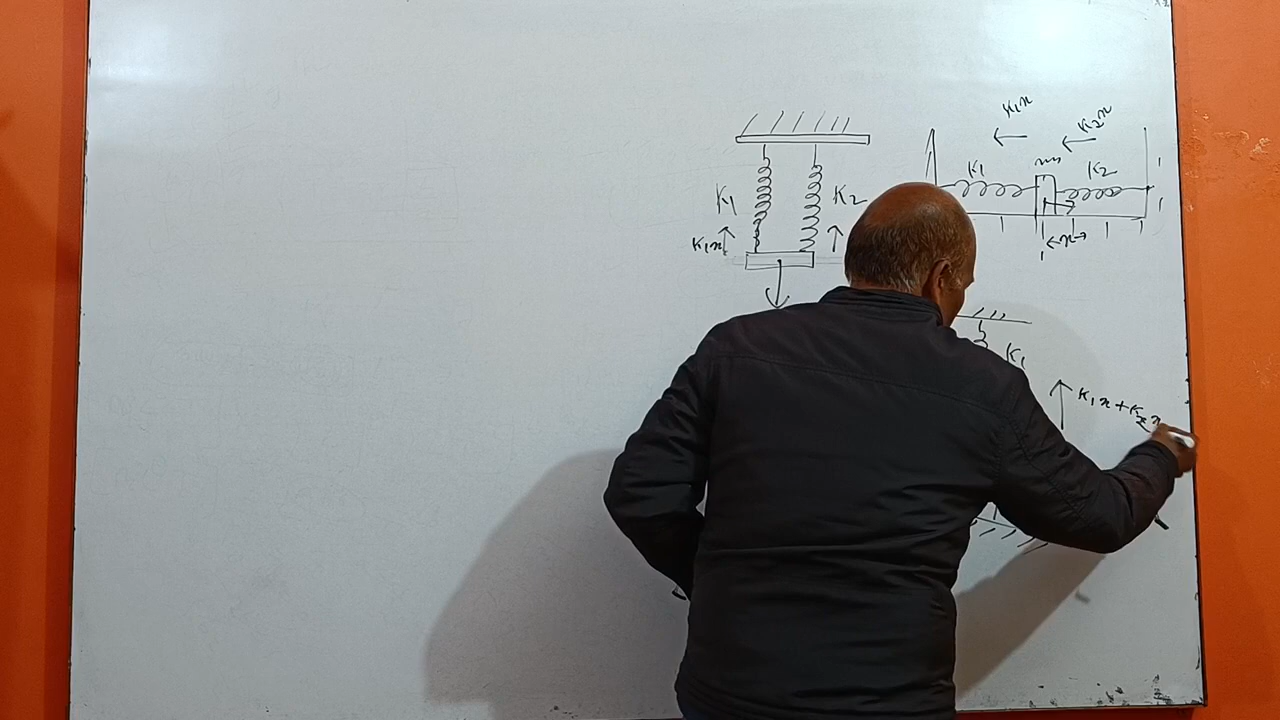 K₁
K₂
K₁x
K₁x
K₂x
K₁
m
K₂
x
K₁
K₁x + K₂x